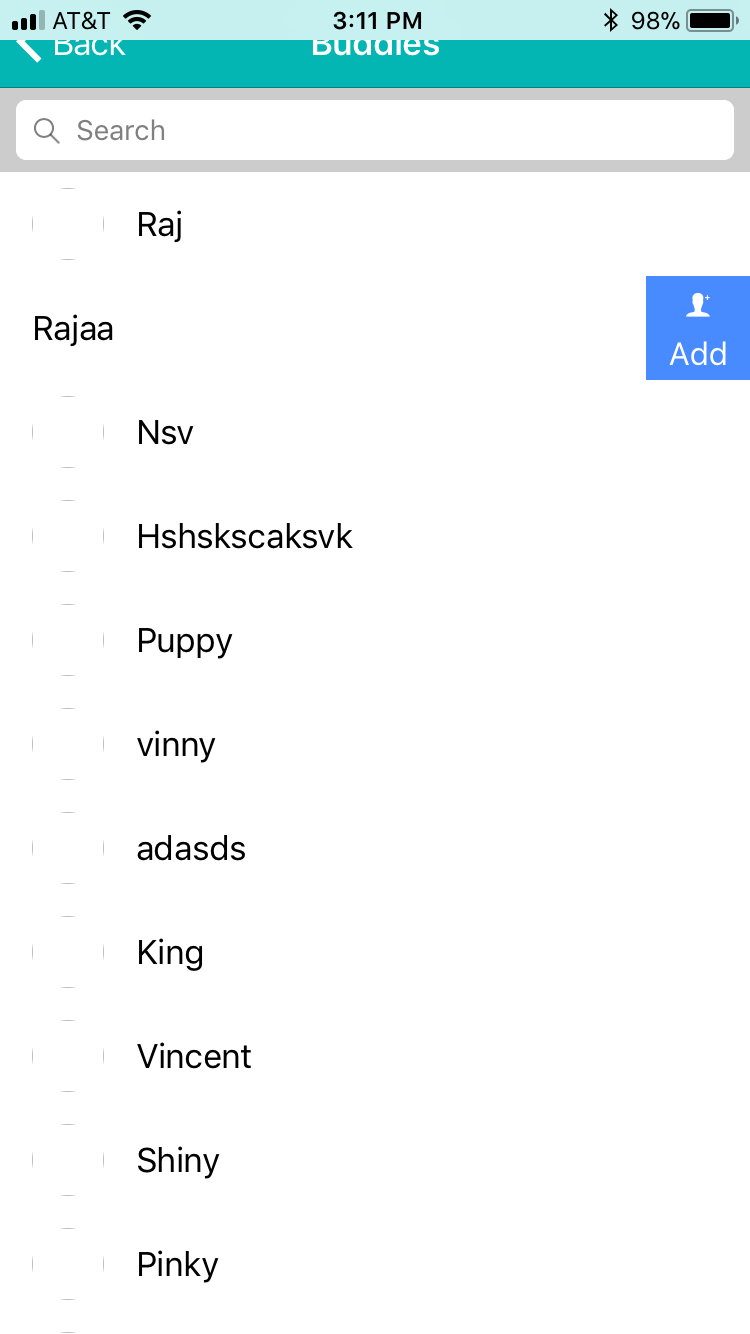 AT&T 3:11 PM 98%
Back Buddies
Search
Raj
Rajaa
Add
Nsv
Hshskscaksvk
Puppy
vinny
adasds
King
Vincent
Shiny
Pinky